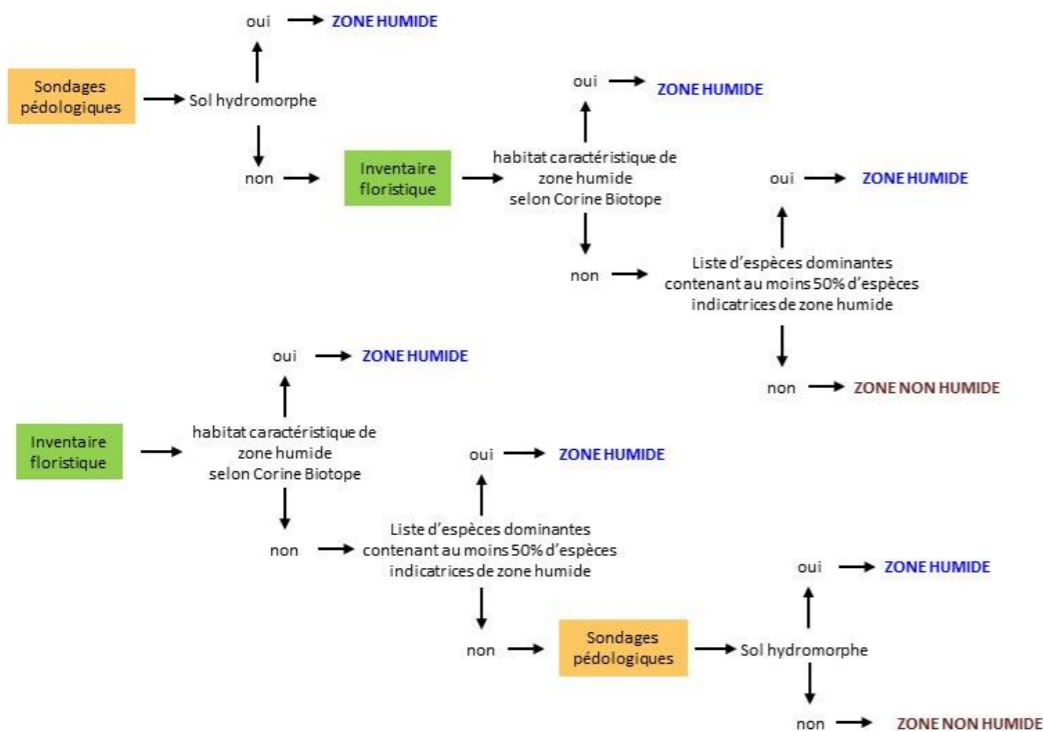 oui
ZONE HUMIDE
Sondages
pédologiques
Sol hydromorphe
non
Inventaire
floristique
oui
ZONE HUMIDE
habitat caractéristique de
zone humide
selon Corine Biotope
non
oui
ZONE HUMIDE
Liste d'espèces dominantes
contenant au moins 50% d'espèces
indicatrices de zone humide
non
ZONE NON HUMIDE
oui
ZONE HUMIDE
Inventaire
floristique
habitat caractéristique de
zone humide
selon Corine Biotope
non
oui
ZONE HUMIDE
Liste d'espèces dominantes
contenant au moins 50% d'espèces
indicatrices de zone humide
non
Sondages
pédologiques
oui
ZONE HUMIDE
Sol hydromorphe
non
ZONE NON HUMIDE